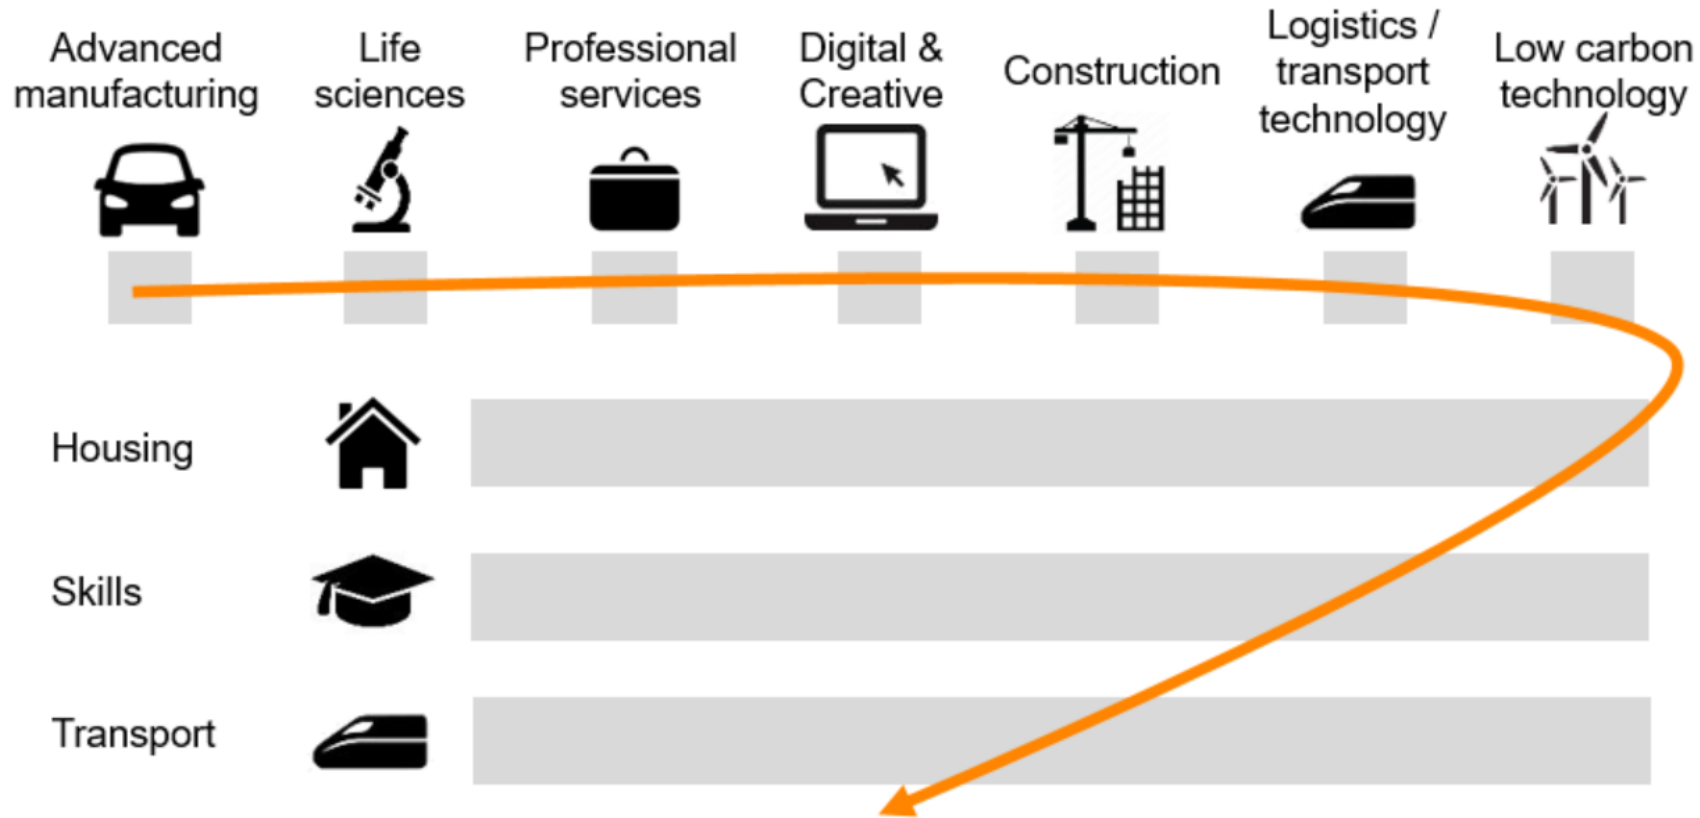 Advanced
manufacturing
Life
sciences
Professional
services
Digital &
Creative
Construction
Logistics /
transport
technology
Low carbon
technology
Housing
Skills
Transport